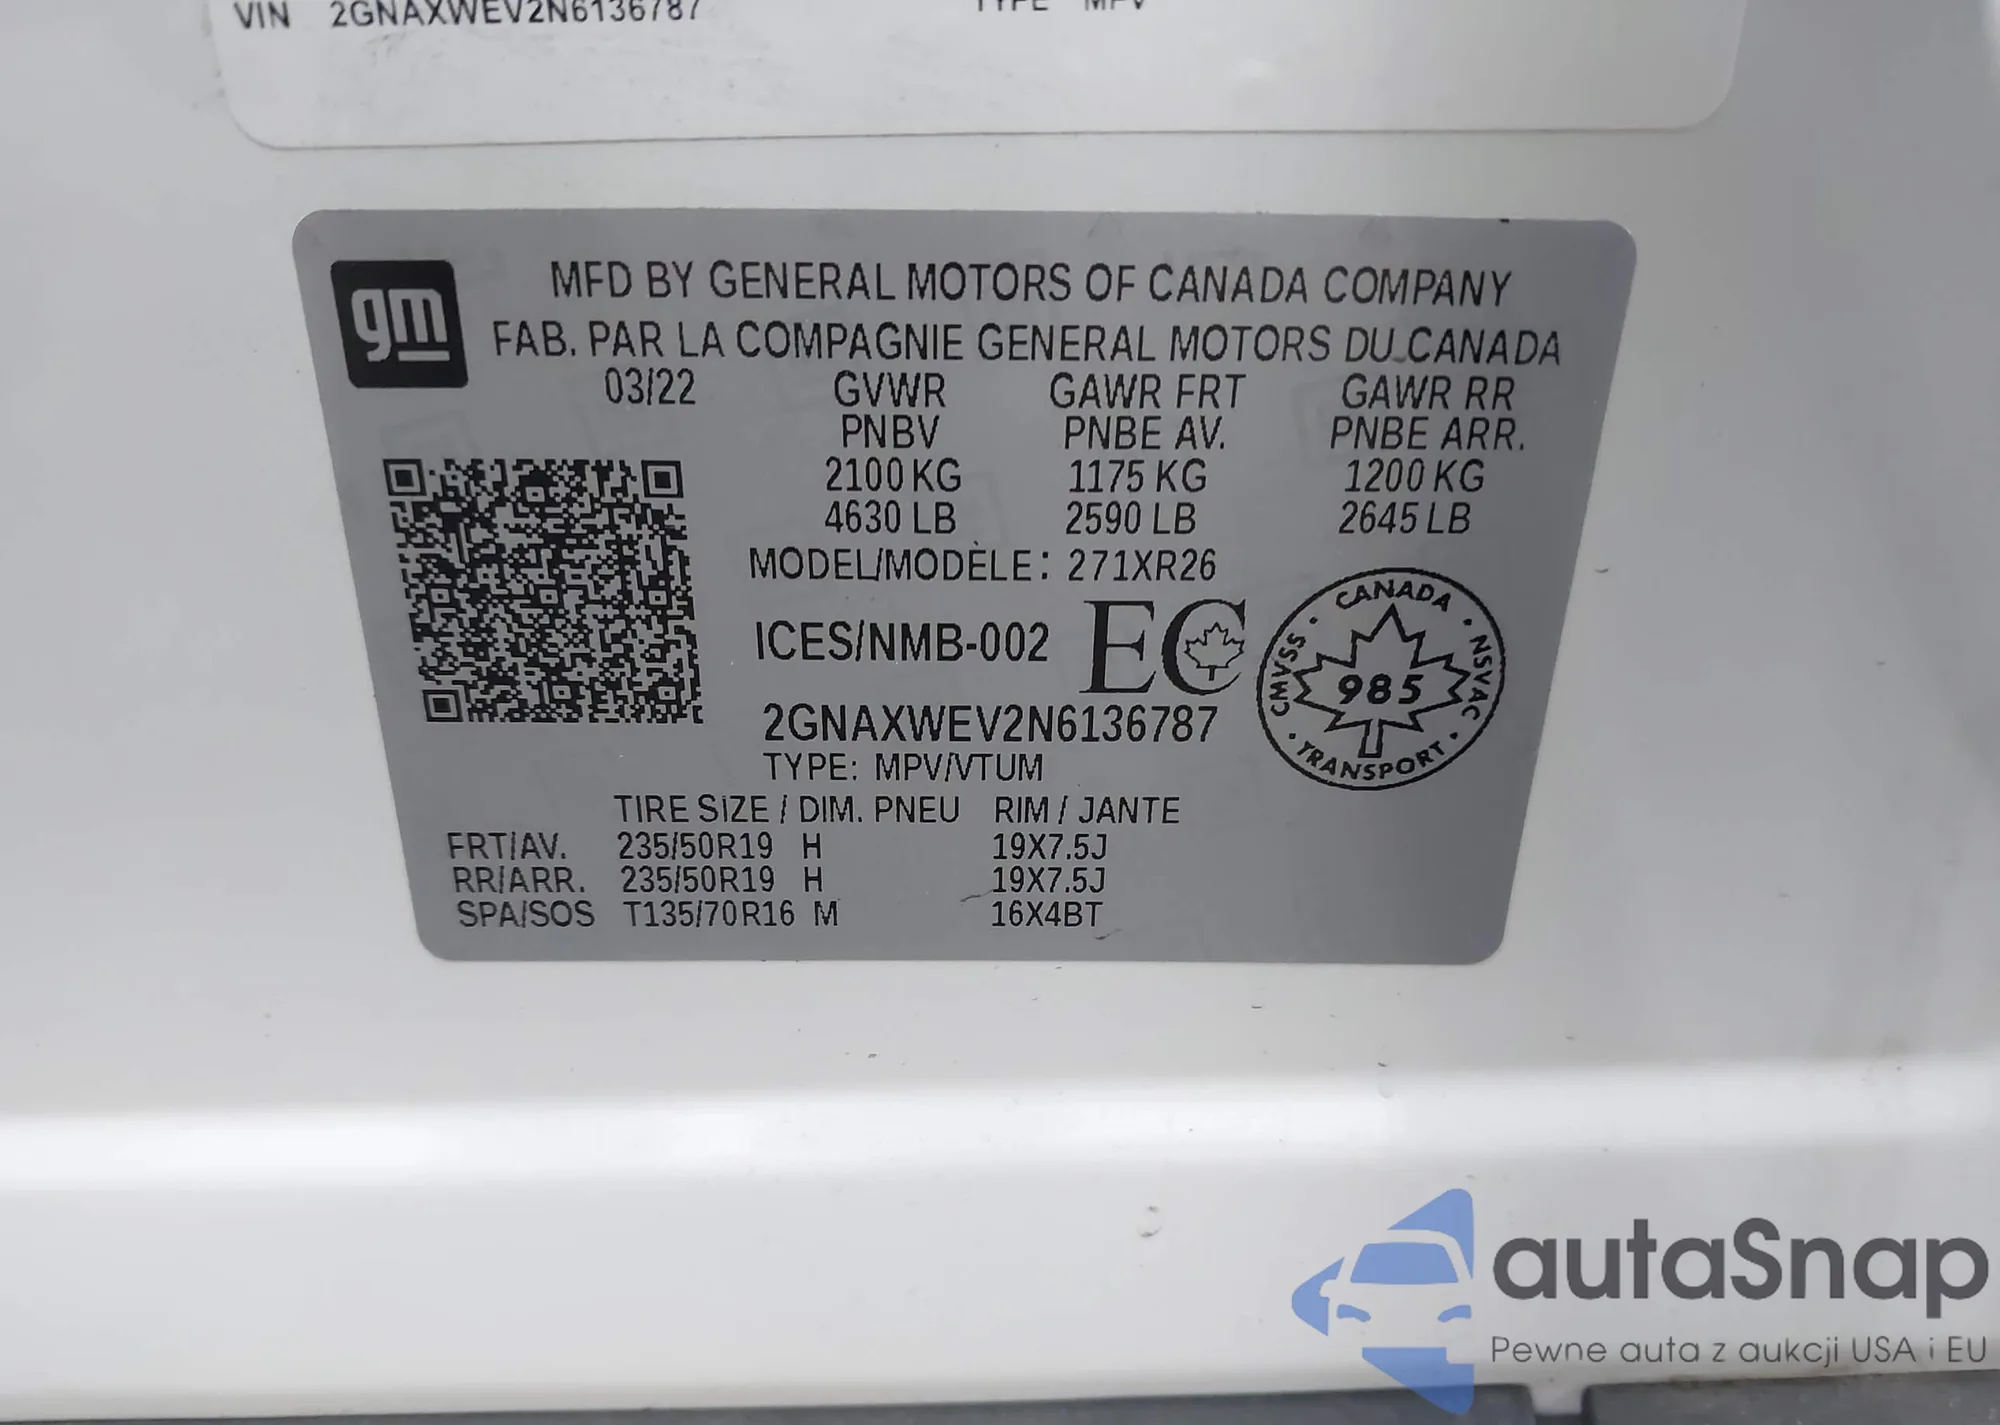 VIN 2GNAXWEV2N6136787 TYPE MPV
gm
MFD BY GENERAL MOTORS OF CANADA COMPANY
FAB. PAR LA COMPAGNIE GENERAL MOTORS DU CANADA
03/22 GVWR GAWR FRT GAWR RR
PNBV PNBE AV. PNBE ARR.
2100 KG 1175 KG 1200 KG
4630 LB 2590 LB 2645 LB
MODEL/MODÈLE: 271XR26
ICES/NMB-002 EC
CANADA
CMVSS 985 NSVAC
TRANSPORT
2GNAXWEV2N6136787
TYPE: MPV/VTUM
TIRE SIZE / DIM. PNEU RIM / JANTE
FRT/AV. 235/50R19 H 19X7.5J
RR/ARR. 235/50R19 H 19X7.5J
SPA/SOS T135/70R16 M 16X4BT
autaSnap
Pewne auta z aukcji USA i EU